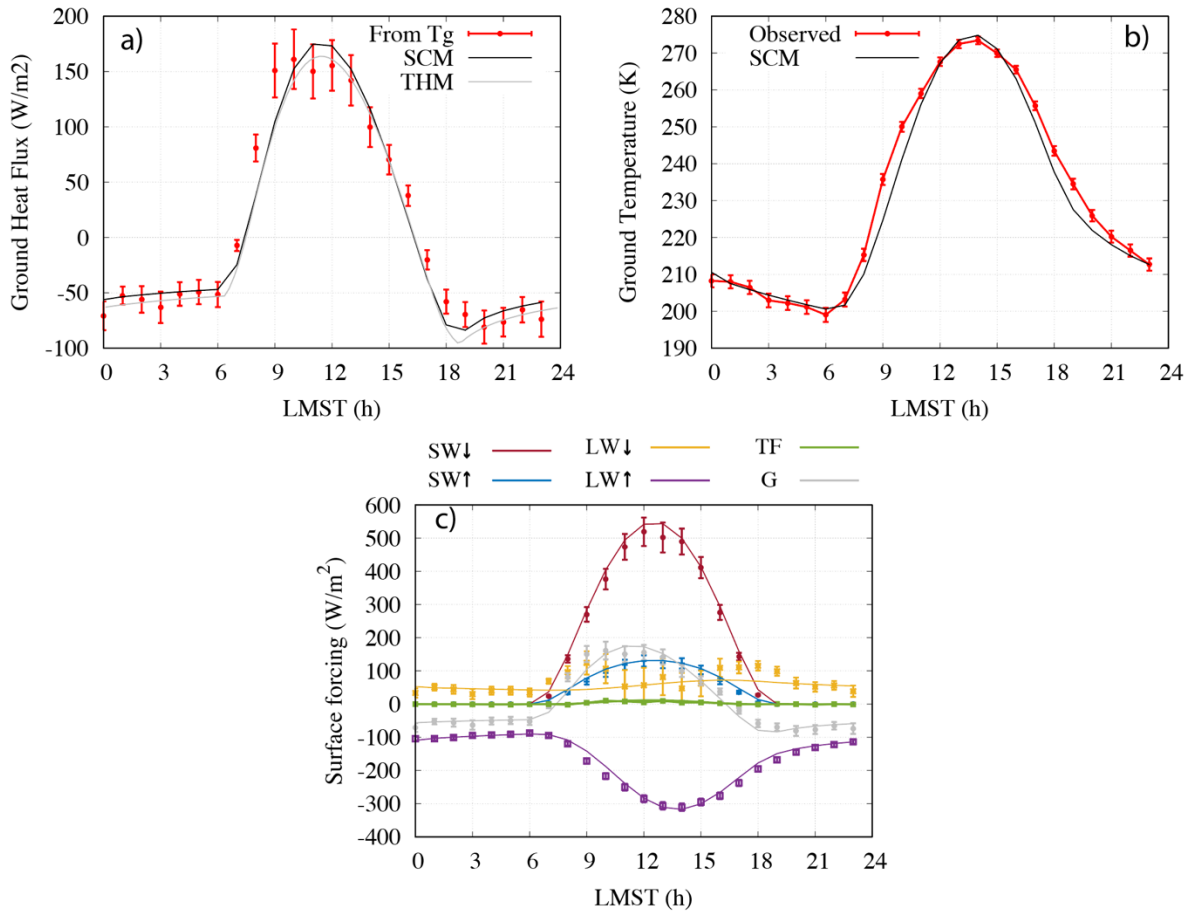 a)
From Tg
SCM
THM
Ground Heat Flux (W/m2)
200
150
100
50
0
-50
-100
0 3 6 9 12 15 18 21 24
LMST (h)
b)
Observed
SCM
Ground Temperature (K)
280
270
260
250
240
230
220
210
200
190
0 3 6 9 12 15 18 21 24
LMST (h)
SW↓ LW↓ TF
SW↑ LW↑ G
c)
Surface forcing (W/m²)
600
500
400
300
200
100
0
-100
-200
-300
-400
0 3 6 9 12 15 18 21 24
LMST (h)